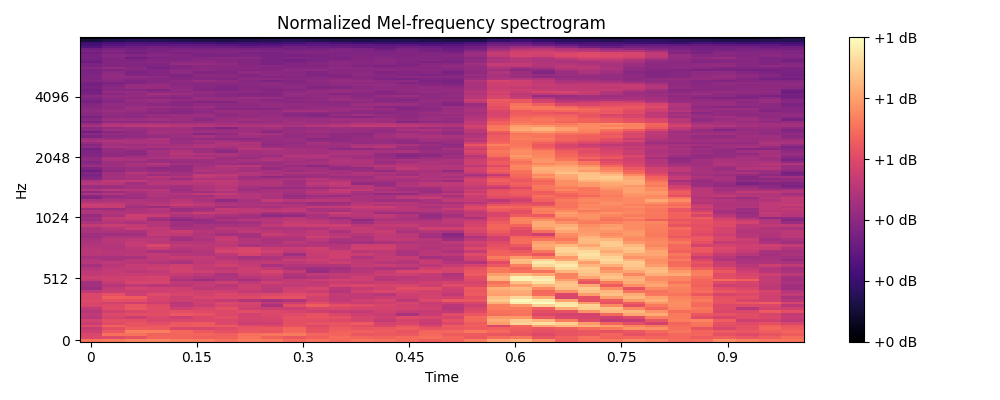 Normalized Mel-frequency spectrogram
+1 dB
+1 dB
+1 dB
+0 dB
+0 dB
+0 dB
4096
2048
1024
512
0
Hz
0
0.15
0.3
0.45
0.6
0.75
0.9
Time